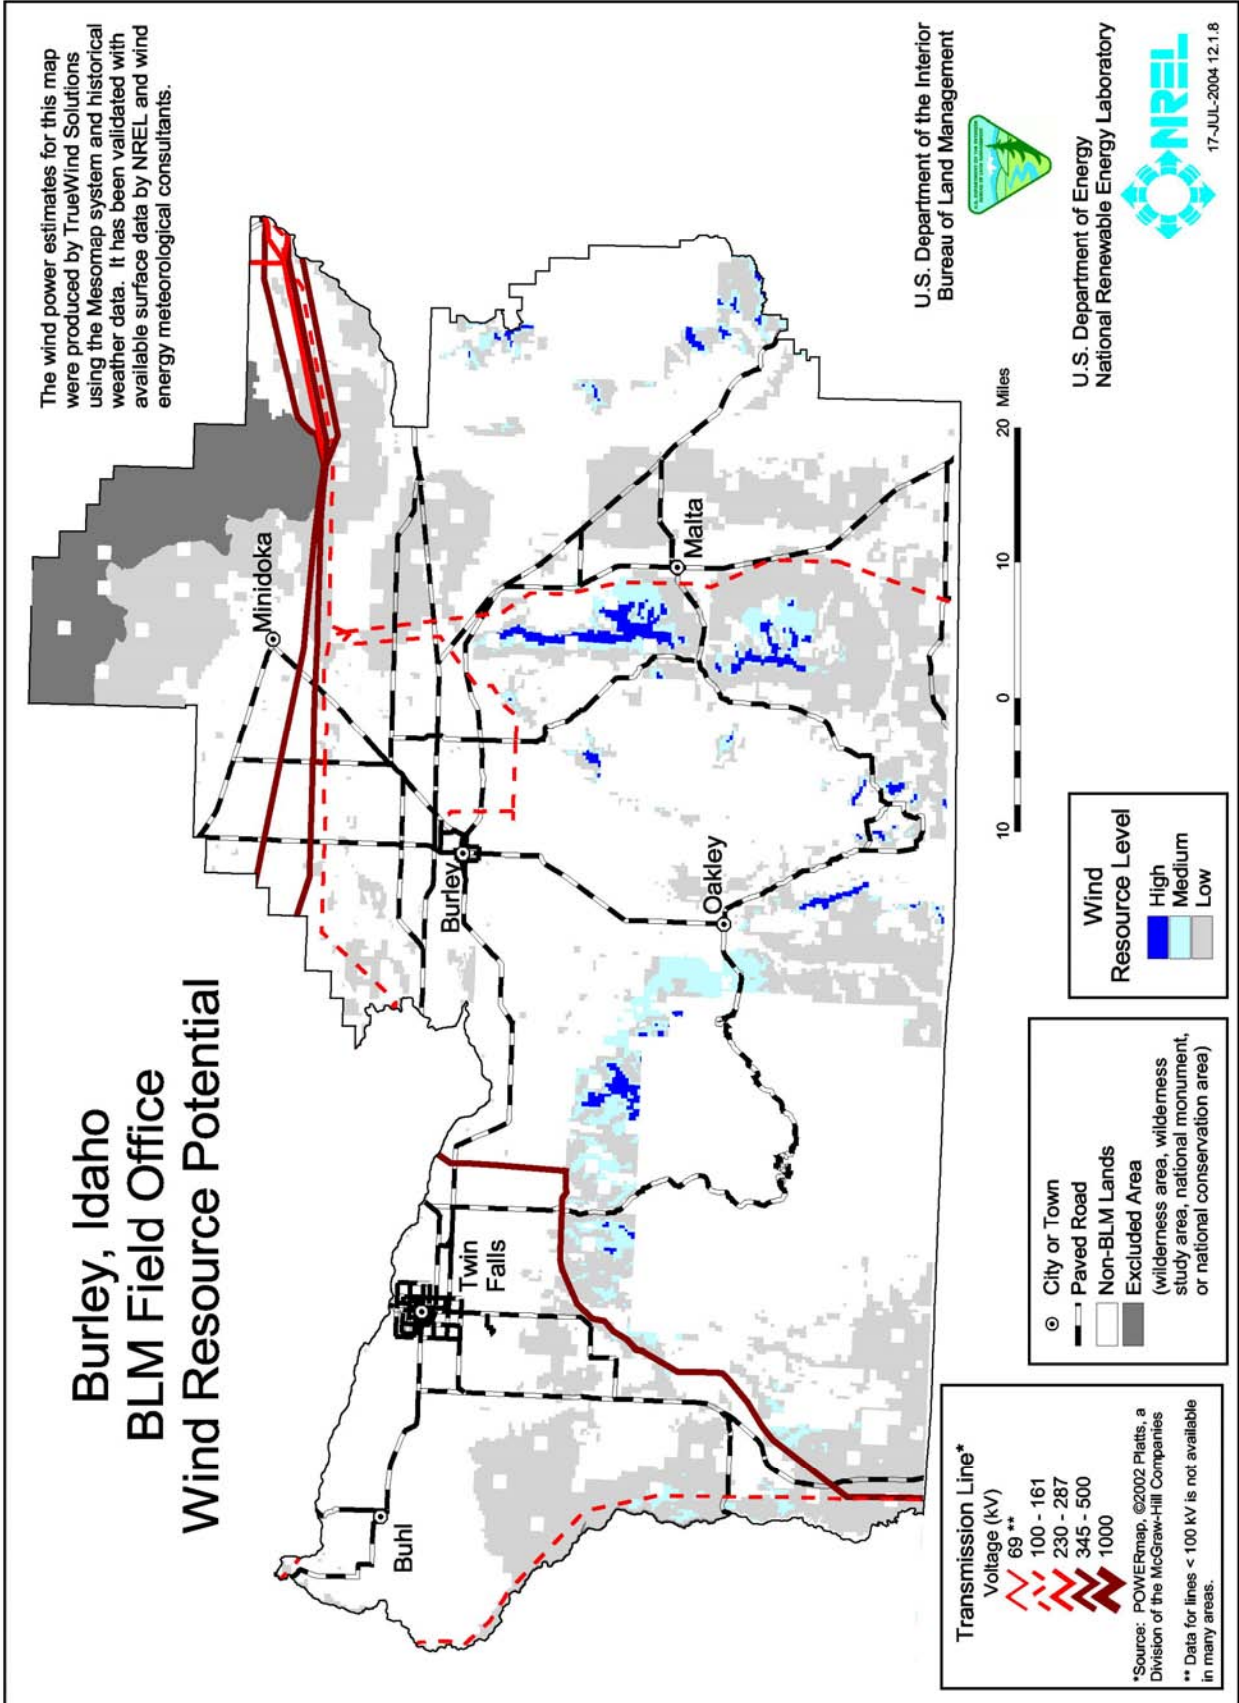 Burley, Idaho
BLM Field Office
Wind Resource Potential
The wind power estimates for this map
were produced by TrueWind Solutions
using the Mesomap system and historical
weather data.  It has been validated with
available surface data by NREL and wind
energy meteorological consultants.
Minidoka
Buhl
Twin
Falls
Burley
Oakley
Malta
U.S. Department of the Interior
Bureau of Land Management
U.S. Department of Energy
National Renewable Energy Laboratory
NREL
17-JUL-2004 12.1.8
10 0 10 20 Miles
Transmission Line*
Voltage (kV)
69 **
100 - 161
230 - 287
345 - 500
1000
*Source:  POWERmap, ©2002 Platts, a
Division of the McGraw-Hill Companies
** Data for lines < 100 kV is not available
in many areas.
City or Town
Paved Road
Non-BLM Lands
Excluded Area
(wilderness area, wilderness
study area, national monument,
or national conservation area)
Wind
Resource Level
High
Medium
Low